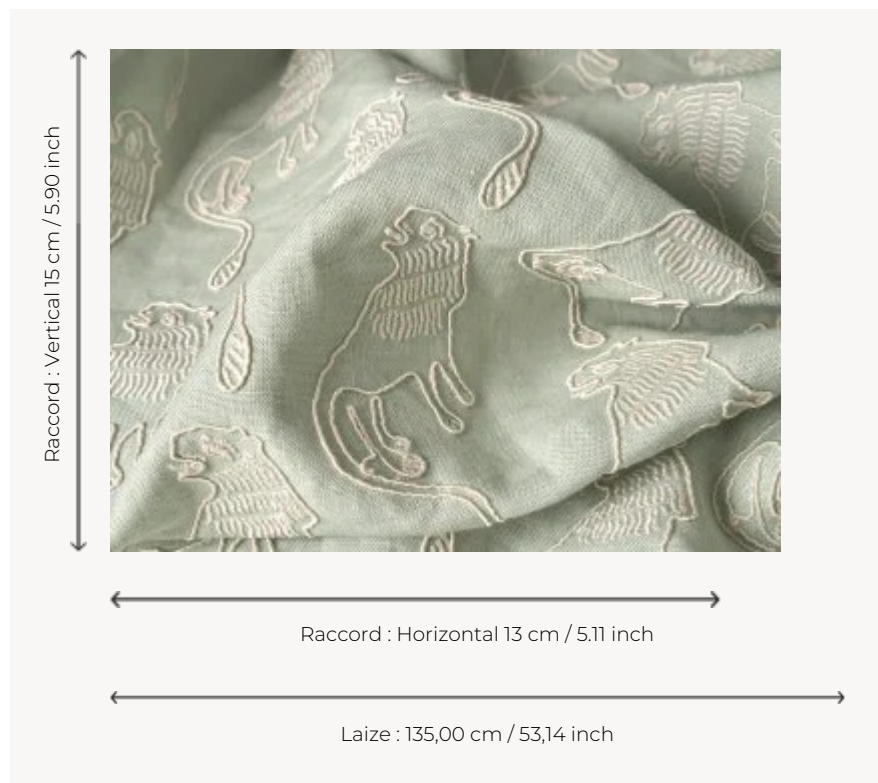 Raccord : Vertical 15 cm / 5.90 inch
Raccord : Horizontal 13 cm / 5.11 inch
Laize : 135,00 cm / 53,14 inch